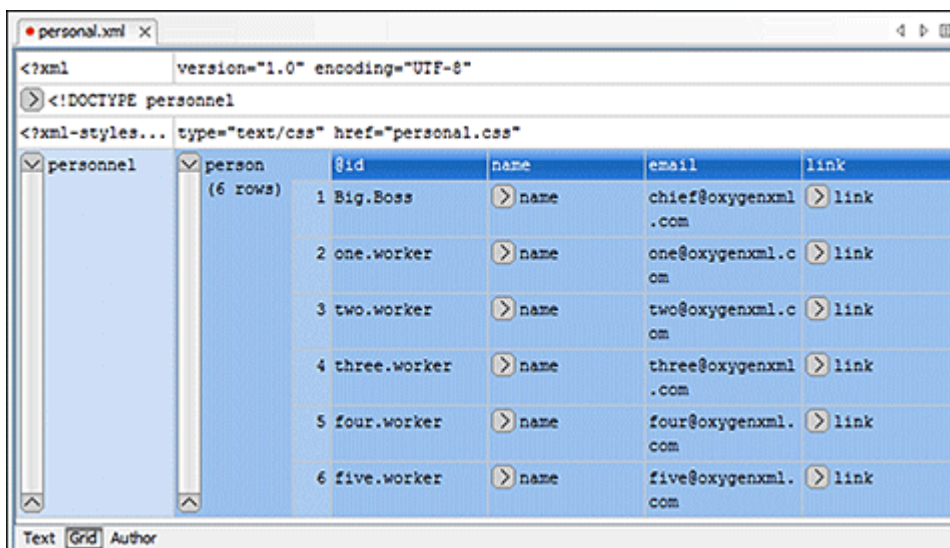 personal.xml
<?xml version="1.0" encoding="UTF-8"
<!DOCTYPE personnel
<?xml-styles... type="text/css" href="personal.css"
personnel person @id name email link
(6 rows) 1 Big.Boss name chief@oxygenxml link
.com
2 one.worker name one@oxygenxml.c link
om
3 two.worker name two@oxygenxml.c link
om
4 three.worker name three@oxygenxml link
.com
5 four.worker name four@oxygenxml. link
com
6 five.worker name five@oxygenxml. link
com
Text Grid Author